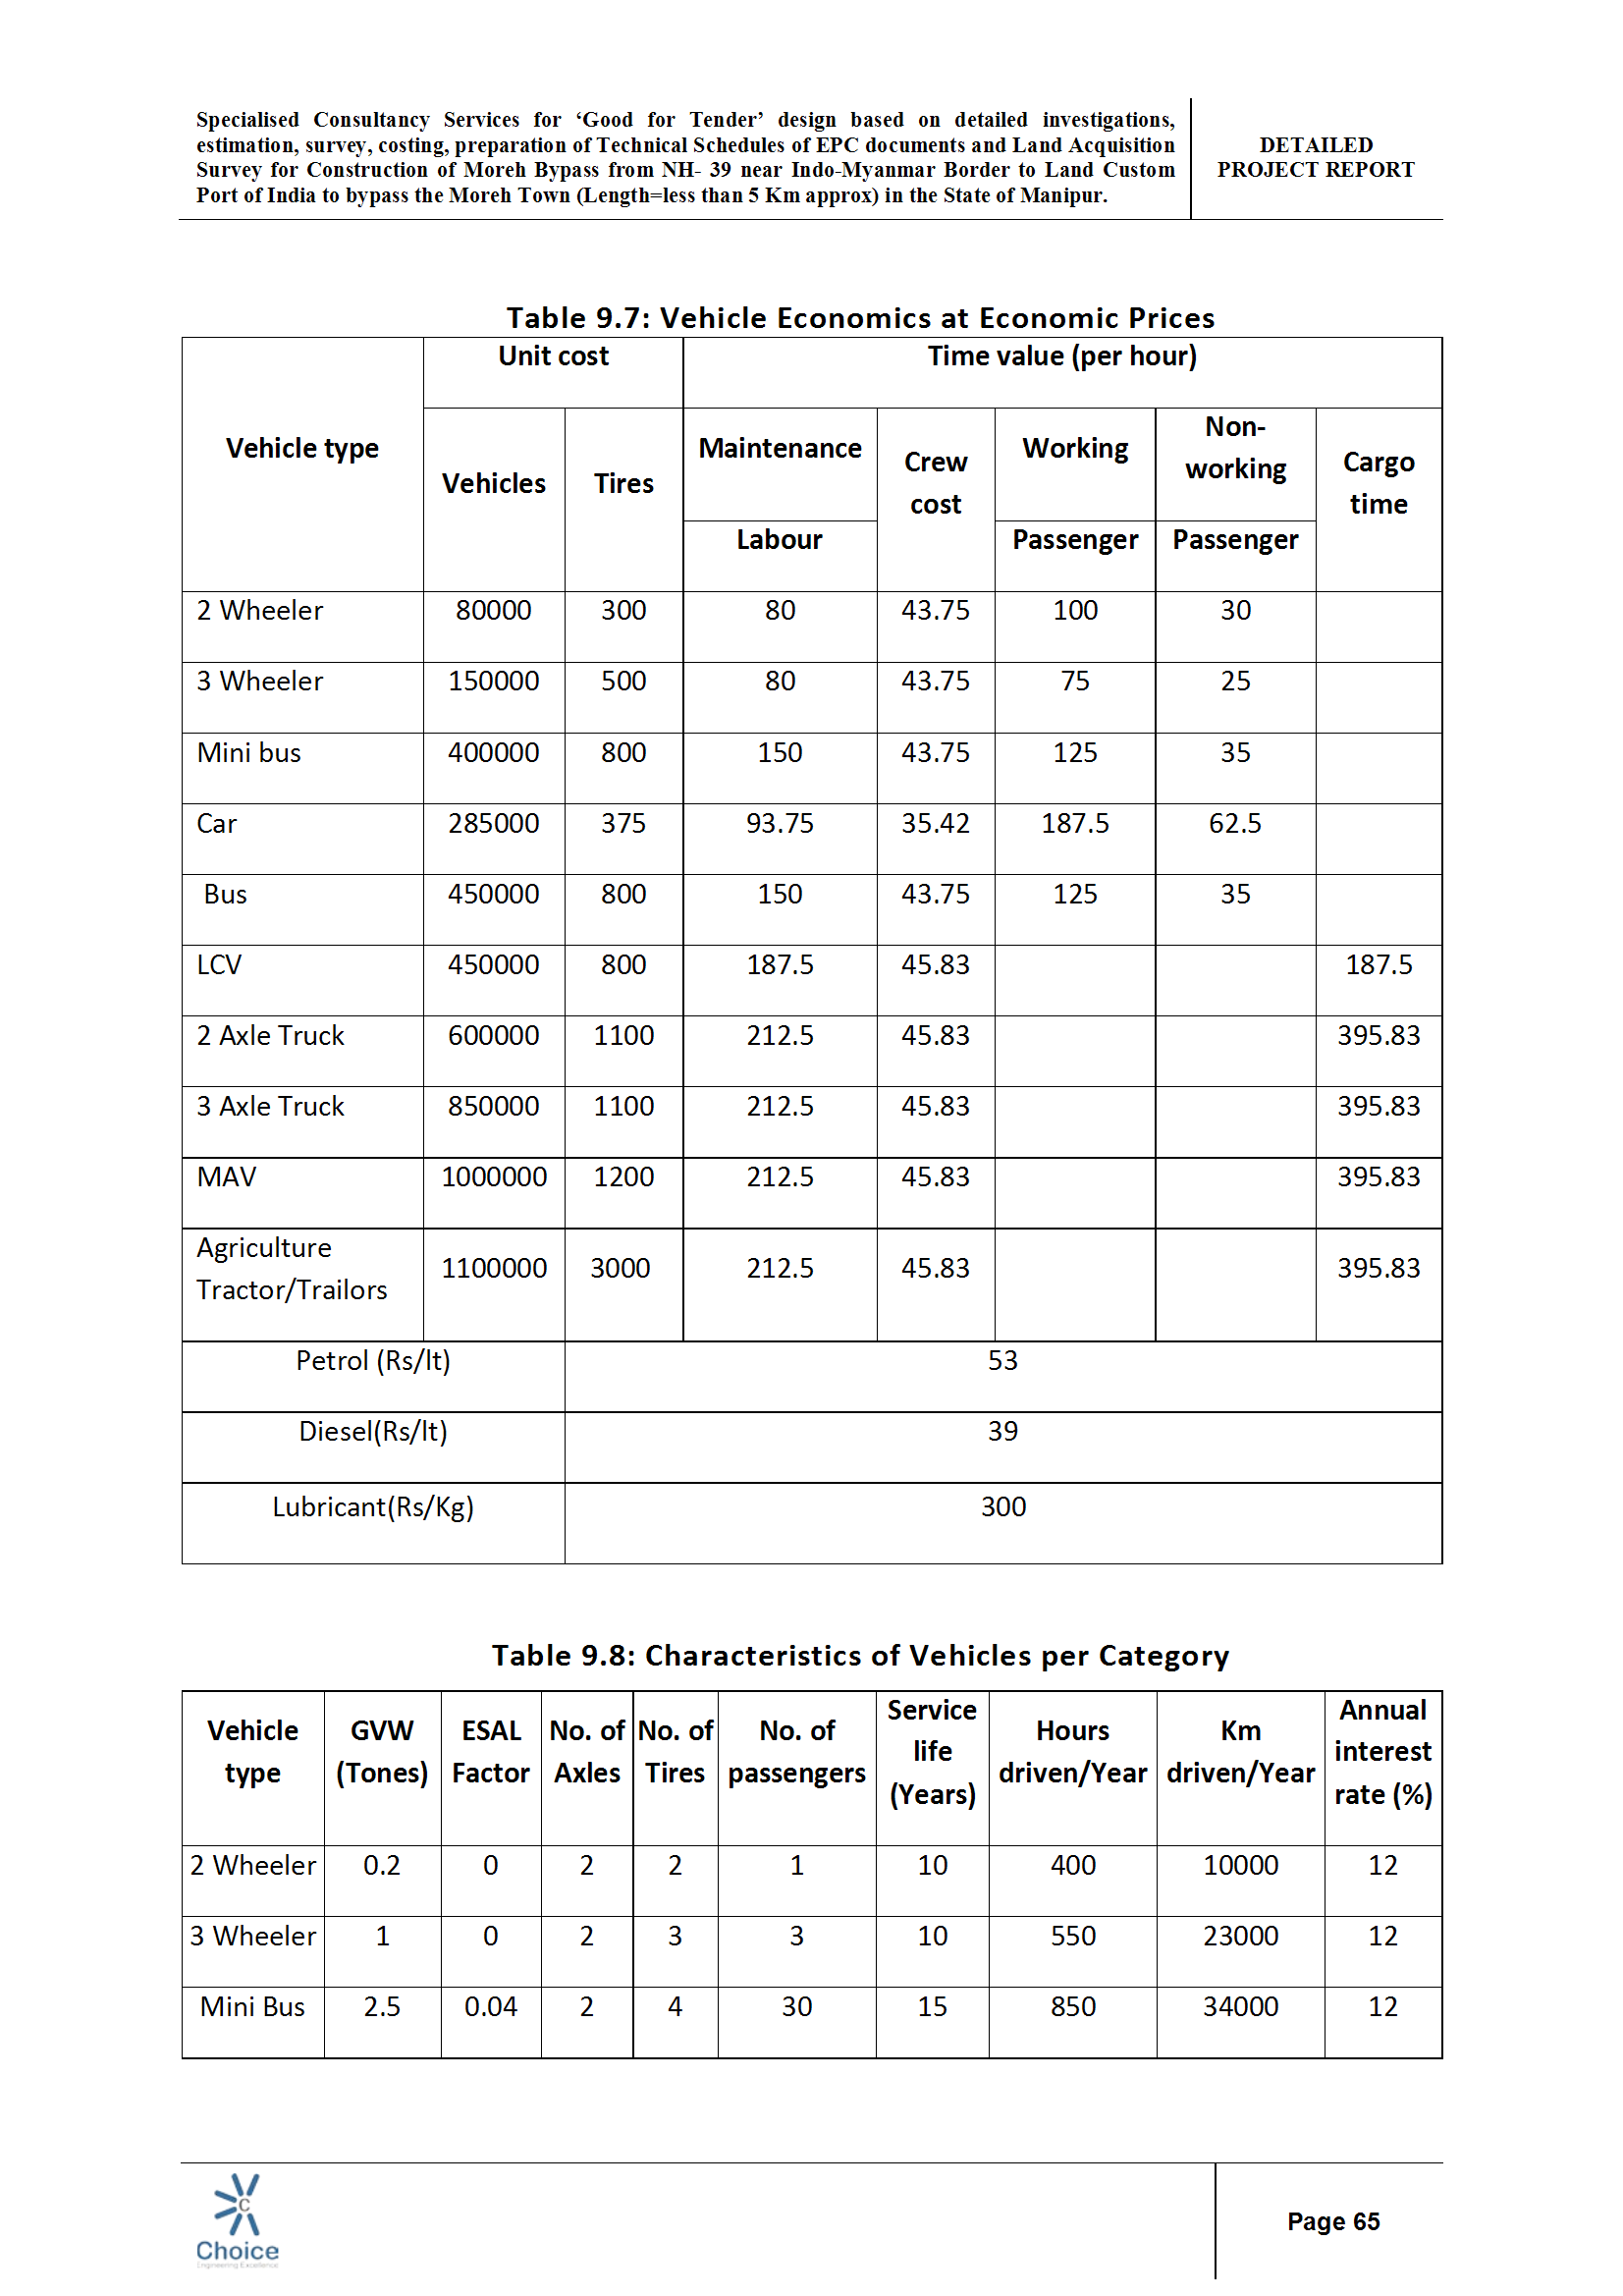 Specialised Consultancy Services for ‘Good for Tender’ design based on detailed investigations,
estimation, survey, costing, preparation of Technical Schedules of EPC documents and Land Acquisition
Survey for Construction of Moreh Bypass from NH- 39 near Indo-Myanmar Border to Land Custom
Port of India to bypass the Moreh Town (Length=less than 5 Km approx) in the State of Manipur.
DETAILED
PROJECT REPORT
Table 9.7: Vehicle Economics at Economic Prices
Vehicle type Unit cost Time value (per hour)
Vehicles Tires Maintenance Crew cost Working Non-working Cargo time
Labour Passenger Passenger
2 Wheeler 80000 300 80 43.75 100 30
3 Wheeler 150000 500 80 43.75 75 25
Mini bus 400000 800 150 43.75 125 35
Car 285000 375 93.75 35.42 187.5 62.5
Bus 450000 800 150 43.75 125 35
LCV 450000 800 187.5 45.83 187.5
2 Axle Truck 600000 1100 212.5 45.83 395.83
3 Axle Truck 850000 1100 212.5 45.83 395.83
MAV 1000000 1200 212.5 45.83 395.83
Agriculture
Tractor/Trailors 1100000 3000 212.5 45.83 395.83
Petrol (Rs/lt) 53
Diesel(Rs/lt) 39
Lubricant(Rs/Kg) 300
Table 9.8: Characteristics of Vehicles per Category
Vehicle type GVW (Tones) ESAL Factor No. of Axles No. of Tires No. of passengers Service life (Years) Hours driven/Year Km driven/Year Annual interest rate (%)
2 Wheeler 0.2 0 2 2 1 10 400 10000 12
3 Wheeler 1 0 2 3 3 10 550 23000 12
Mini Bus 2.5 0.04 2 4 30 15 850 34000 12
C
Choice
Engineering Excellence
Page 65